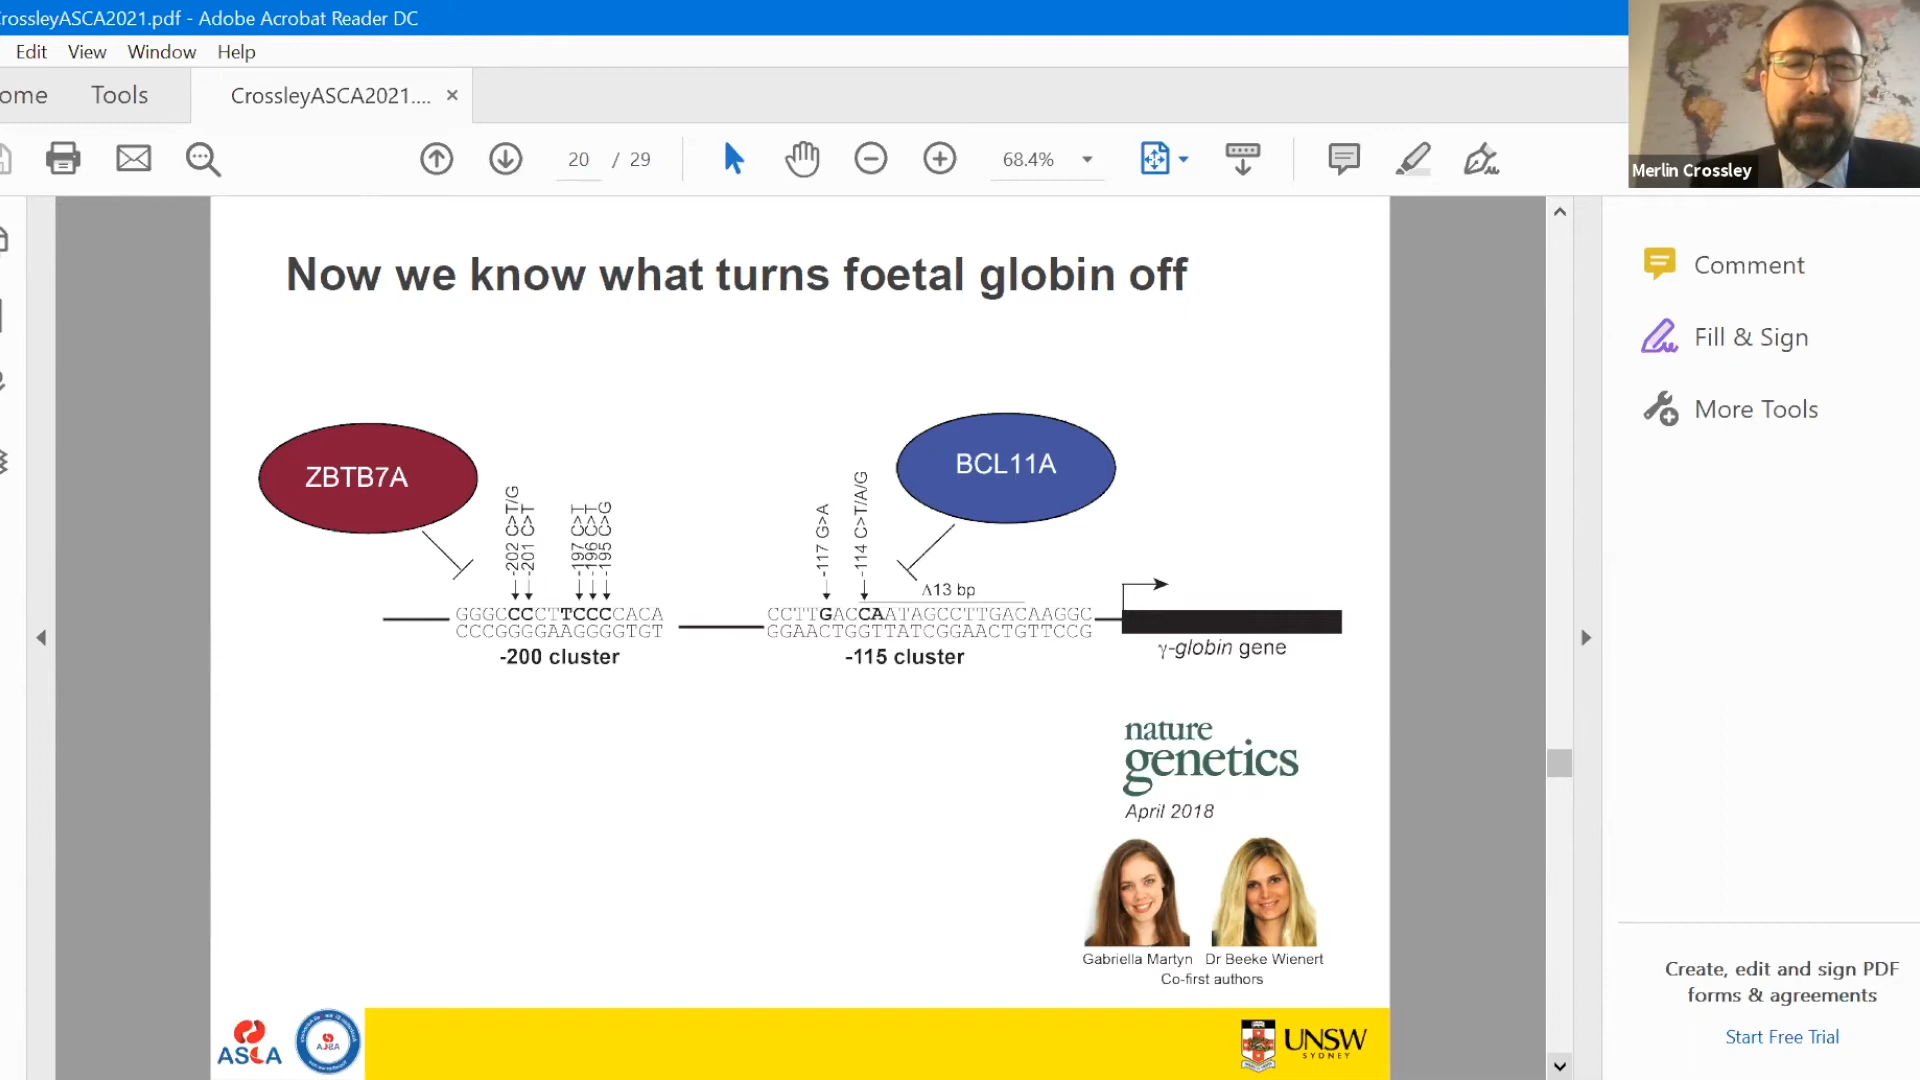 CrossleyASCA2021.pdf - Adobe Acrobat Reader DC
Edit View Window Help
ome Tools CrossleyASCA2021.... ×
20 / 29 68.4%
Merlin Crossley
Now we know what turns foetal globin off
ZBTB7A
BCL11A
-202 C>T/G
-201 C>T
-197 C>T
-196 C>T
-195 C>G
-117 G>A
-114 C>T/A/G
Δ13 bp
GGGCCCCTTCCCCACA
CCCGGGGAAGGGGTGT
CCTTGACCAATAGCCTTGACAAGGC
GGAACTGGTTATCGGAACTGTTCCG
-200 cluster
-115 cluster
γ-globin gene
nature
genetics
April 2018
Gabriella Martyn Dr Beeke Wienert
Co-first authors
ASCA
UNSW
SYDNEY
Comment
Fill & Sign
More Tools
Create, edit and sign PDF
forms & agreements
Start Free Trial